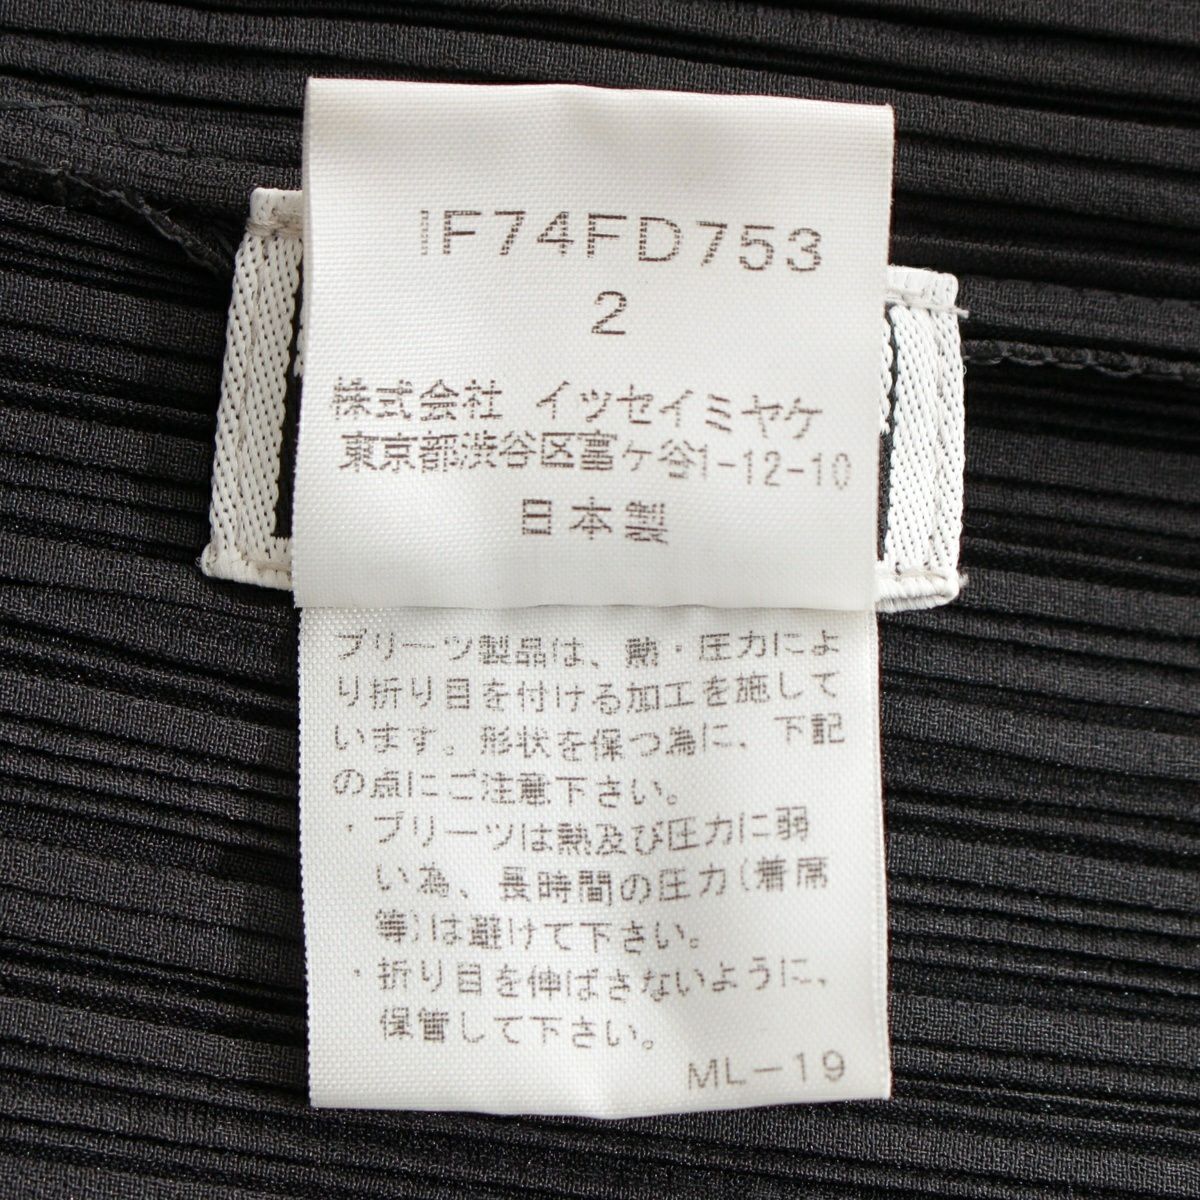 IF74FD753
2
株式会社 イッセイミヤケ
東京都渋谷区富ケ谷1-12-10
日本製
プリーツ製品は、熱・圧力によ
り折り目を付ける加工を施して
います。形状を保つ為に、下記
の点にご注意下さい。
・プリーツは熱及び圧力に弱
い為、長時間の圧力(着席
等)は避けて下さい。
・折り目を伸ばさないように、
保管して下さい。
ML-19